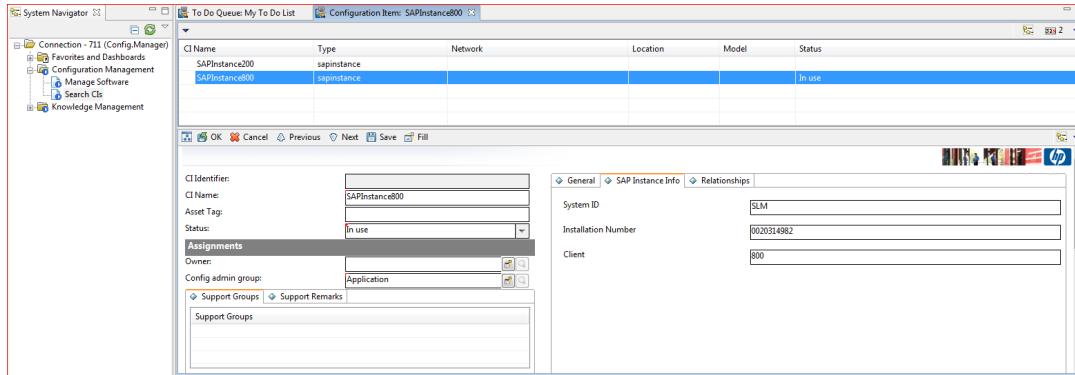 System Navigator
To Do Queue: My To Do List
Configuration Item: SAPInstance800
Connection - 711 (Config.Manager)
Favorites and Dashboards
Configuration Management
Manage Software
Search CIs
Knowledge Management
2
CI Name Type Network Location Model Status
SAPInstance200 sapinstance
SAPInstance800 sapinstance In use
OK Cancel Previous Next Save Fill
hp
CI Identifier:
CI Name: SAPInstance800
Asset Tag:
Status: In use
Assignments
Owner:
Config admin group: Application
Support Groups Support Remarks
Support Groups
General SAP Instance Info Relationships
System ID SLM
Installation Number 0020314982
Client 800